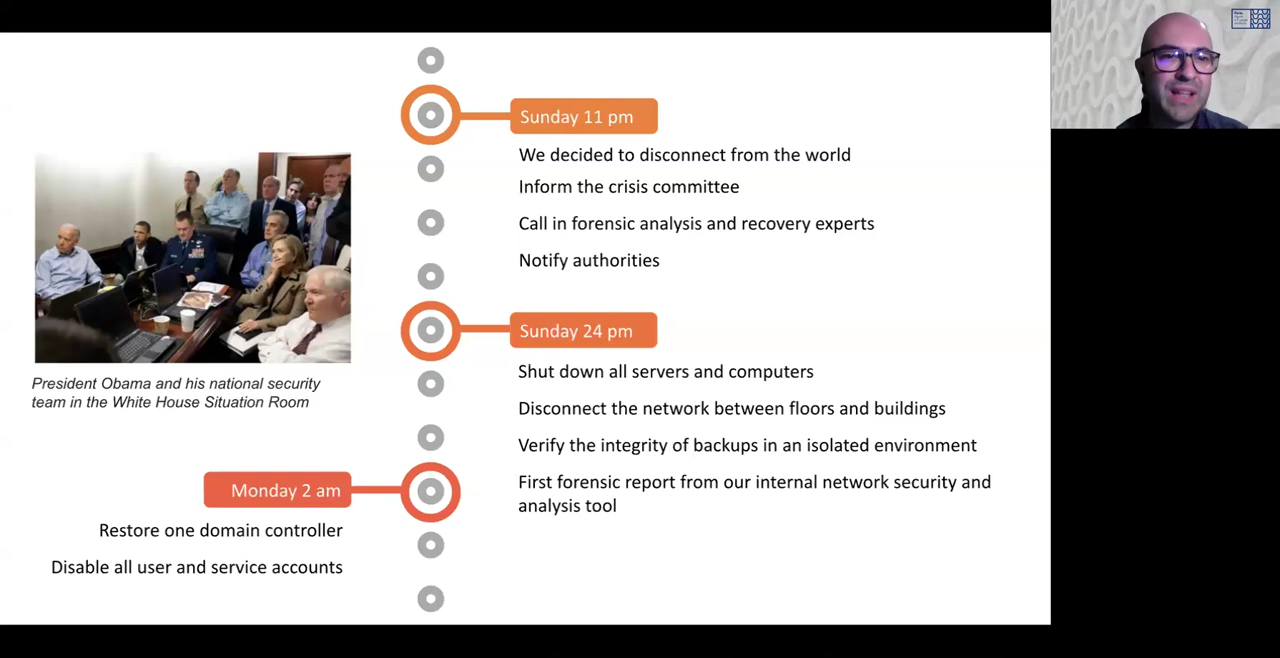 Sunday 11 pm
We decided to disconnect from the world
Inform the crisis committee
Call in forensic analysis and recovery experts
Notify authorities
President Obama and his national security
team in the White House Situation Room
Sunday 24 pm
Shut down all servers and computers
Disconnect the network between floors and buildings
Verify the integrity of backups in an isolated environment
First forensic report from our internal network security and
analysis tool
Monday 2 am
Restore one domain controller
Disable all user and service accounts